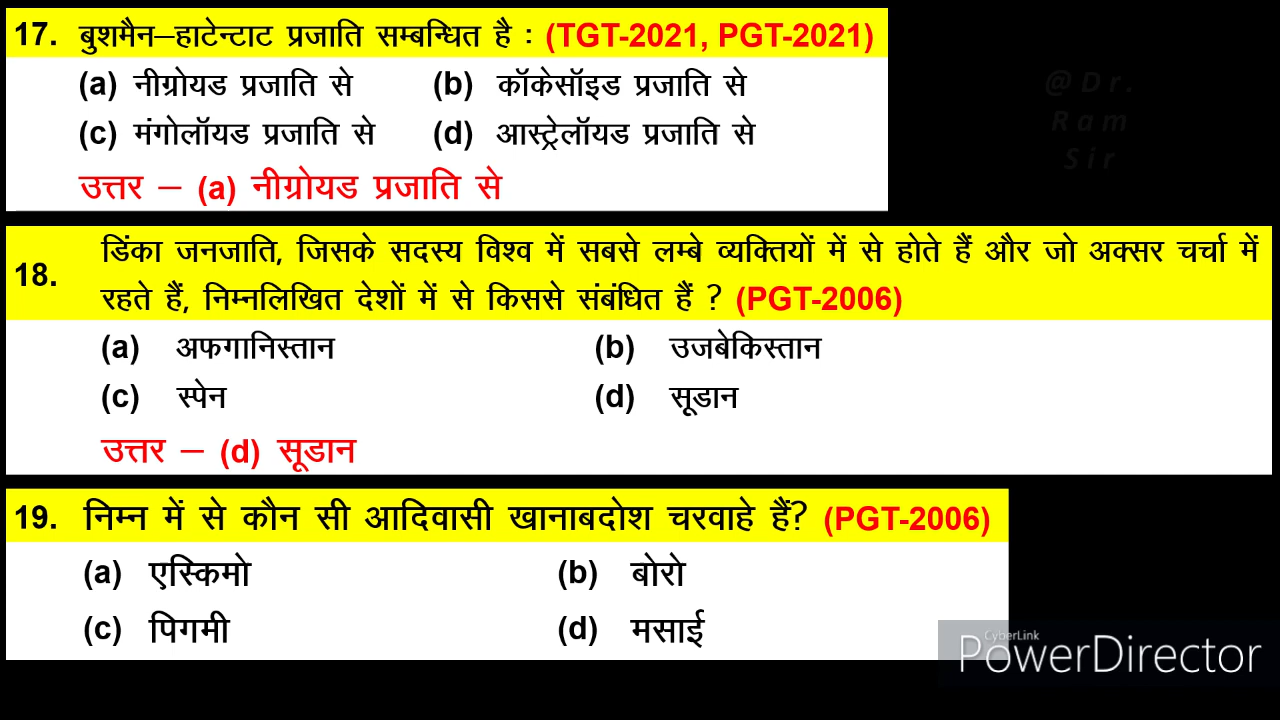 17. बुशमैन–हाटेन्टाट प्रजाति सम्बन्धित है : (TGT-2021, PGT-2021)
(a) नीग्रोयड प्रजाति से (b) कॉकेसॉइड प्रजाति से
(c) मंगोलॉयड प्रजाति से (d) आस्ट्रेलॉयड प्रजाति से
उत्तर – (a) नीग्रोयड प्रजाति से
@Dr.
Ram
Sir
18. डिंका जनजाति, जिसके सदस्य विश्व में सबसे लम्बे व्यक्तियों में से होते हैं और जो अक्सर चर्चा में
रहते हैं, निम्नलिखित देशों में से किससे संबंधित हैं ? (PGT-2006)
(a) अफगानिस्तान (b) उजबेकिस्तान
(c) स्पेन (d) सूडान
उत्तर – (d) सूडान
19. निम्न में से कौन सी आदिवासी खानाबदोश चरवाहे हैं? (PGT-2006)
(a) एस्किमो (b) बोरो
(c) पिगमी (d) मसाई
CyberLink
PowerDirector